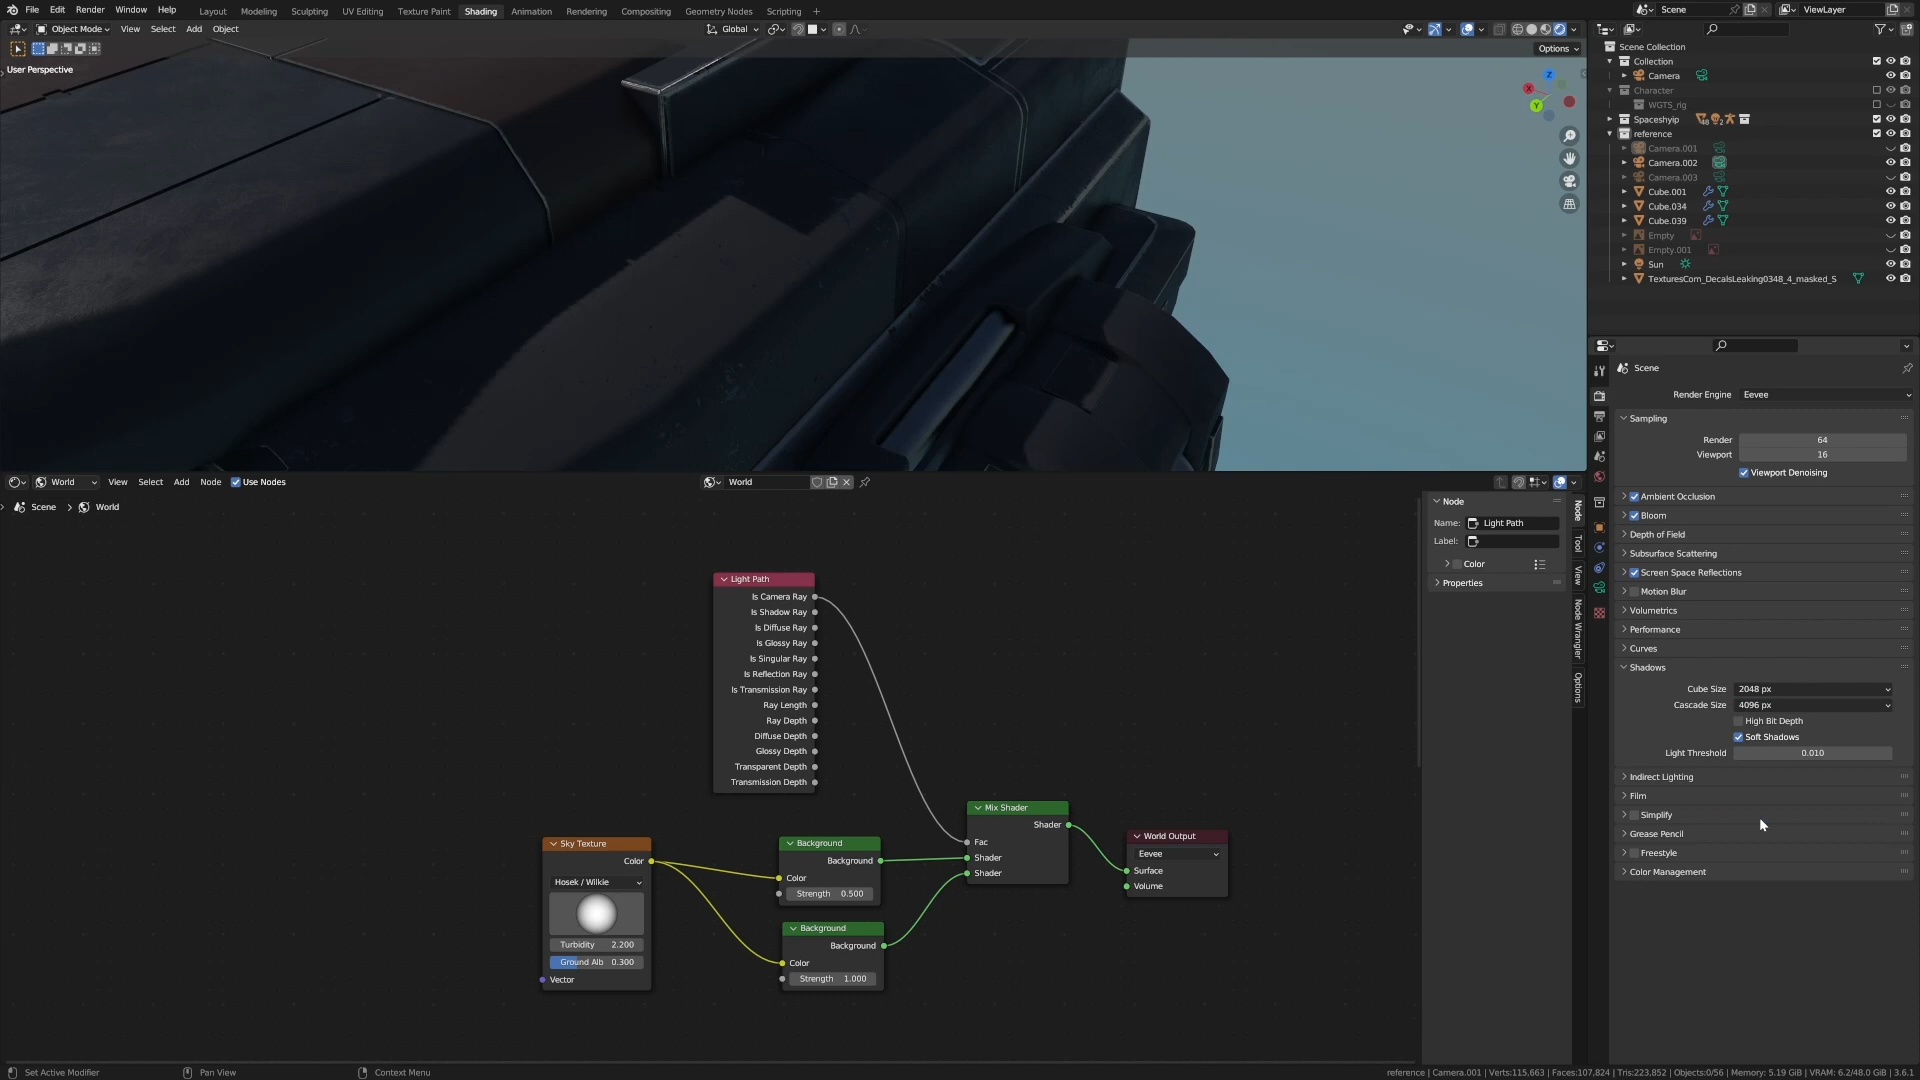 File Edit Render Window Help Layout Modeling Sculpting UV Editing Texture Paint Shading Animation Rendering Compositing Geometry Nodes Scripting + Scene ViewLayer
Object Mode View Select Add Object Global
Options
User Perspective
Z
X
Y
Scene Collection
Collection
Camera
Character
WGTS_rig
Spaceshyip 48 2
reference
Camera.001
Camera.002
Camera.003
Cube.001
Cube.034
Cube.039
Empty
Empty.001
Sun
TexturesCom_DecalsLeaking0348_4_masked_S
Scene
Render Engine Eevee
Sampling
Render 64
Viewport 16
Viewport Denoising
Ambient Occlusion
Bloom
Depth of Field
Subsurface Scattering
Screen Space Reflections
Motion Blur
Volumetrics
Performance
Curves
Shadows
Cube Size 2048 px
Cascade Size 4096 px
High Bit Depth
Soft Shadows
Light Threshold 0.010
Indirect Lighting
Film
Simplify
Grease Pencil
Freestyle
Color Management
World View Select Add Node Use Nodes World
Scene > World
Node
Name: Light Path
Label:
Color
Properties
Node
Tool
View
Node Wrangler
Options
Light Path
Is Camera Ray
Is Shadow Ray
Is Diffuse Ray
Is Glossy Ray
Is Singular Ray
Is Reflection Ray
Is Transmission Ray
Ray Length
Ray Depth
Diffuse Depth
Glossy Depth
Transparent Depth
Transmission Depth
Sky Texture
Color
Hosek / Wilkie
Turbidity 2.200
Ground Alb 0.300
Vector
Background
Background
Color
Strength 0.500
Background
Background
Color
Strength 1.000
Mix Shader
Shader
Fac
Shader
Shader
World Output
Eevee
Surface
Volume
Set Active Modifier Pan View Context Menu reference | Camera.001 | Verts:115,663 | Faces:107,824 | Tris:223,852 | Objects:0/56 | Memory: 5.19 GiB | VRAM: 6.2/48.0 GiB | 3.6.1